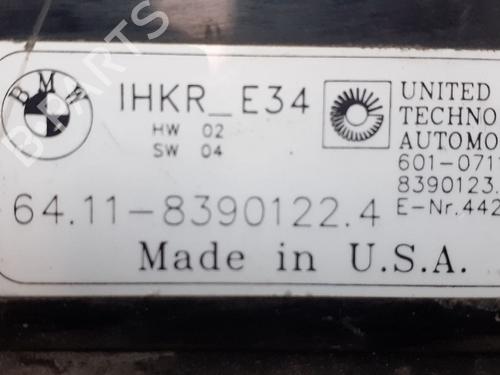 BMW
IHKR_E34
HW 02
SW 04
UNITED
TECHNO
AUTOMO
601-071
8390123.
E-Nr.442
64.11-8390122.4
Made in U.S.A.
B PARTS